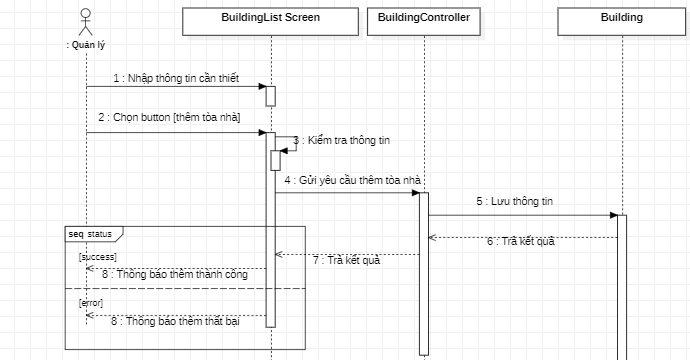 BuildingList Screen
BuildingController
Building
: Quản lý
1 : Nhập thông tin cần thiết
2 : Chọn button [thêm tòa nhà]
3 : Kiểm tra thông tin
4 : Gửi yêu cầu thêm tòa nhà
5 : Lưu thông tin
6 : Trả kết quả
7 : Trả kết quả
seq status
[success]
8 : Thông báo thêm thành công
[error]
8 : Thông báo thêm thất bại